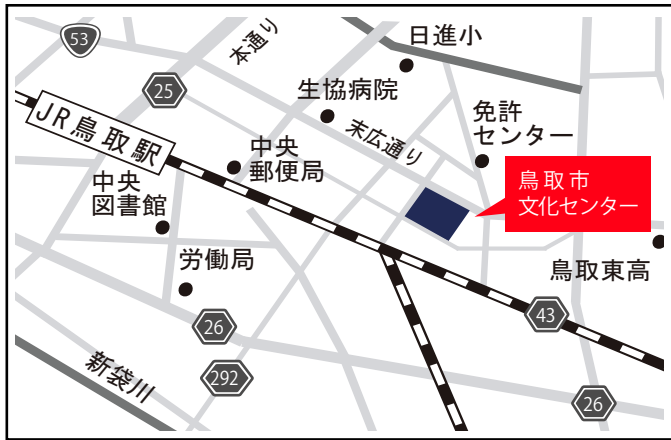 53
本通り
日進小
25
生協病院
末広通り
免許
センター
JR鳥取駅
中央
郵便局
鳥取市
文化センター
中央
図書館
鳥取東高
労働局
43
26
新袋川
292
26